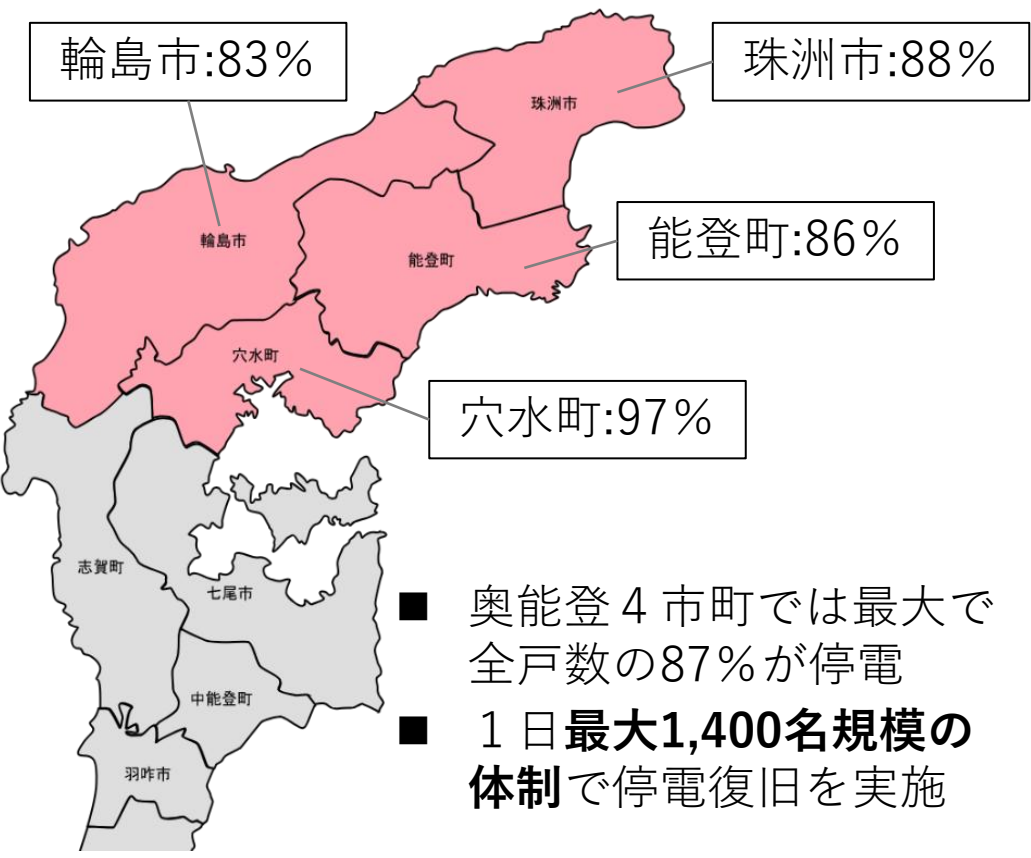 輪島市:83%
珠洲市:88%
珠洲市
輪島市
能登町:86%
能登町
穴水町
穴水町:97%
志賀町
七尾市
■ 奥能登４市町では最大で
全戸数の87%が停電
中能登町
■ １日最大1,400名規模の
体制で停電復旧を実施
羽咋市